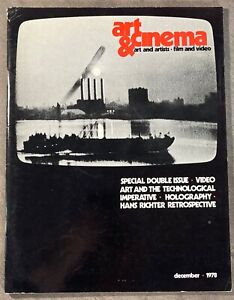 art
&cinema
art and artists · film and video
SPECIAL DOUBLE ISSUE · VIDEO
ART AND THE TECHNOLOGICAL
IMPERATIVE · HOLOGRAPHY ·
HANS RICHTER RETROSPECTIVE
december · 1978